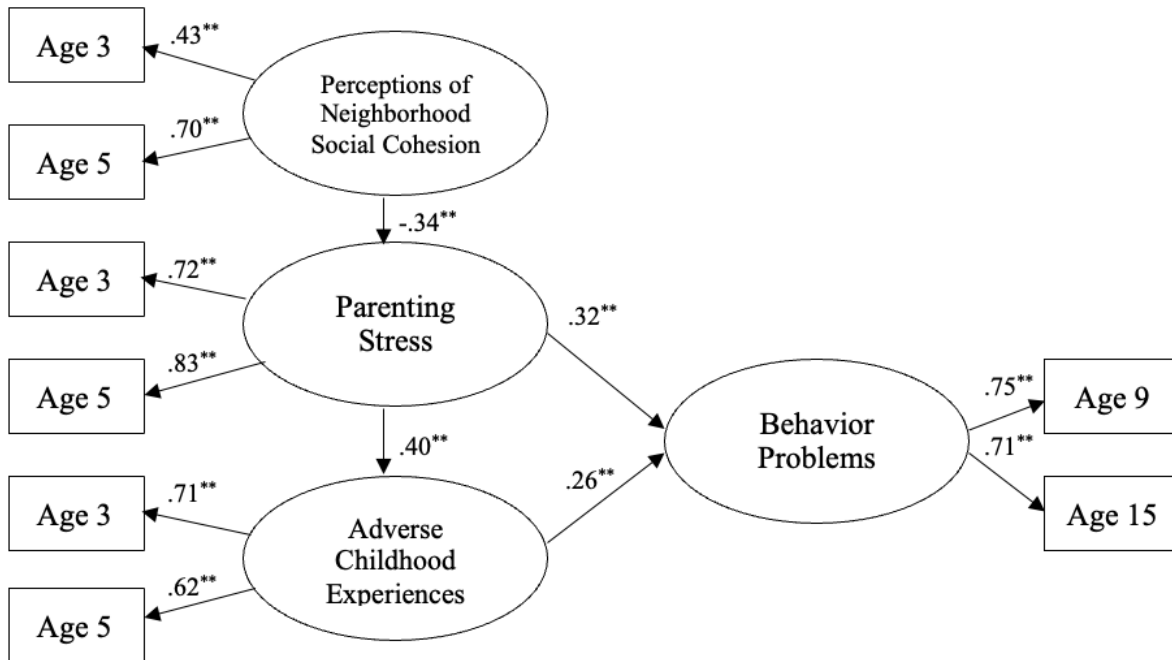 Age 3
.43**
Perceptions of
Neighborhood
Social Cohesion
.70**
Age 5
-.34**
Age 3
.72**
Parenting
Stress
.32**
.83**
Age 5
.40**
Behavior
Problems
.75**
Age 9
.71**
Age 15
Age 3
.71**
Adverse
Childhood
Experiences
.26**
.62**
Age 5